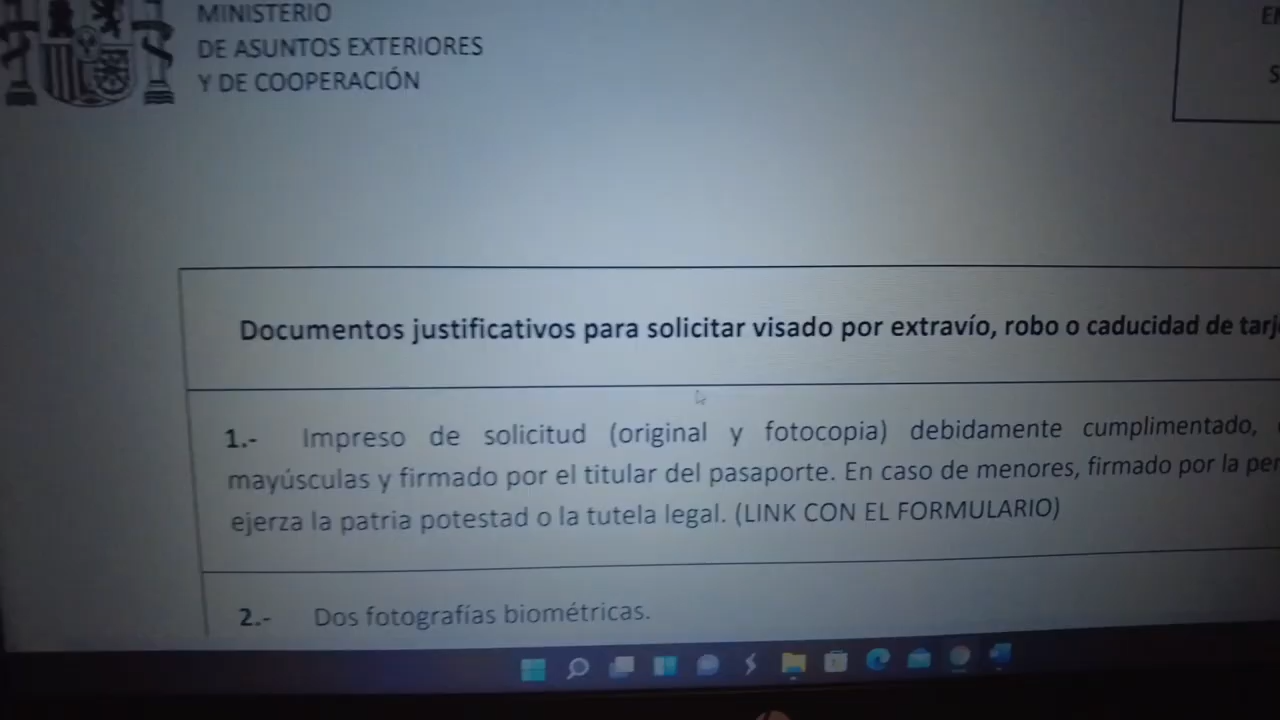 MINISTERIO
DE ASUNTOS EXTERIORES
Y DE COOPERACIÓN
Documentos justificativos para solicitar visado por extravío, robo o caducidad de
1.- Impreso de solicitud (original y fotocopia) debidamente cumplimentado,
mayúsculas y firmado por el titular del pasaporte. En caso de menores, firmado por la
ejerza la patria potestad o la tutela legal. (LINK CON EL FORMULARIO)
2.- Dos fotografías biométricas.